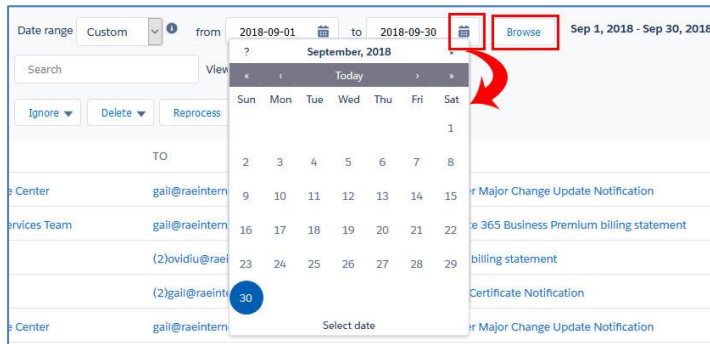 Date range Custom from 2018-09-01 to 2018-09-30 Browse Sep 1, 2018 - Sep 30, 2018
? September, 2018 x
Search View
« ‹ Today › »
Sun Mon Tue Wed Thu Fri Sat
Ignore Delete Reprocess
1
TO
2 3 4 5 6 7 8
e Center gail@raeintern r Major Change Update Notification
9 10 11 12 13 14 15
ervices Team gail@raeintern e 365 Business Premium billing statement
16 17 18 19 20 21 22
(2)ovidiu@raei billing statement
23 24 25 26 27 28 29
(2)gail@raeinte Certificate Notification
30
e Center gail@raeintern r Major Change Update Notification
Select date